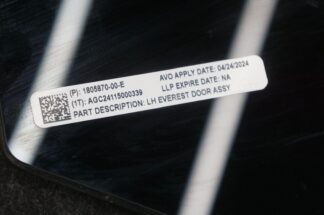 (P): 1805870-00-E AVO APPLY DATE: 04/24/2024
(1T): AGC24115000339 LLP EXPIRE DATE: NA
PART DESCRIPTION: LH EVEREST DOOR ASSY